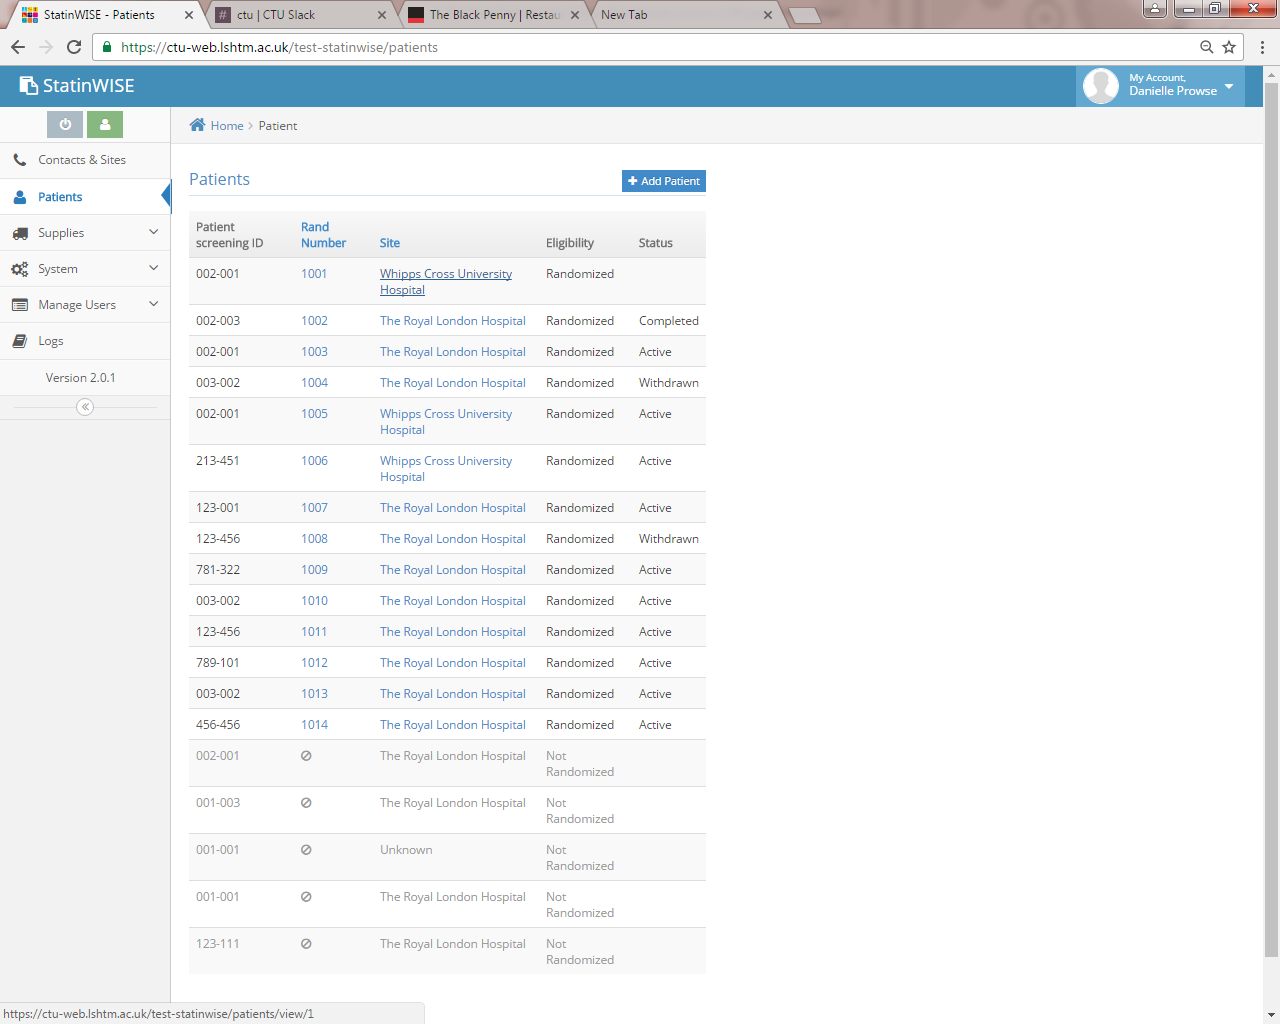 StatinWISE - Patients
ctu | CTU Slack
The Black Penny | Restau
New Tab
https://ctu-web.lshtm.ac.uk/test-statinwise/patients
StatinWISE
My Account,
Danielle Prowse
Home > Patient
Contacts & Sites
Patients
Supplies
System
Manage Users
Logs
Version 2.0.1
Patients
Add Patient
Patient screening ID Rand Number Site Eligibility Status
002-001 1001 Whipps Cross University Hospital Randomized
002-003 1002 The Royal London Hospital Randomized Completed
002-001 1003 The Royal London Hospital Randomized Active
003-002 1004 The Royal London Hospital Randomized Withdrawn
002-001 1005 Whipps Cross University Hospital Randomized Active
213-451 1006 Whipps Cross University Hospital Randomized Active
123-001 1007 The Royal London Hospital Randomized Active
123-456 1008 The Royal London Hospital Randomized Withdrawn
781-322 1009 The Royal London Hospital Randomized Active
003-002 1010 The Royal London Hospital Randomized Active
123-456 1011 The Royal London Hospital Randomized Active
789-101 1012 The Royal London Hospital Randomized Active
003-002 1013 The Royal London Hospital Randomized Active
456-456 1014 The Royal London Hospital Randomized Active
002-001 The Royal London Hospital Not Randomized
001-003 The Royal London Hospital Not Randomized
001-001 Unknown Not Randomized
001-001 The Royal London Hospital Not Randomized
123-111 The Royal London Hospital Not Randomized
https://ctu-web.lshtm.ac.uk/test-statinwise/patients/view/1